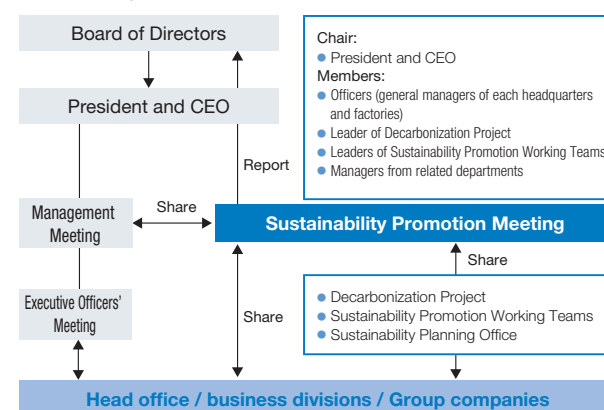 Board of Directors
President and CEO
Report
Chair:
● President and CEO
Members:
● Officers (general managers of each headquarters
and factories)
● Leader of Decarbonization Project
● Leaders of Sustainability Promotion Working Teams
● Managers from related departments
Management
Meeting
Share
Sustainability Promotion Meeting
Share
Executive Officers'
Meeting
Share
● Decarbonization Project
● Sustainability Promotion Working Teams
● Sustainability Planning Office
Head office / business divisions / Group companies